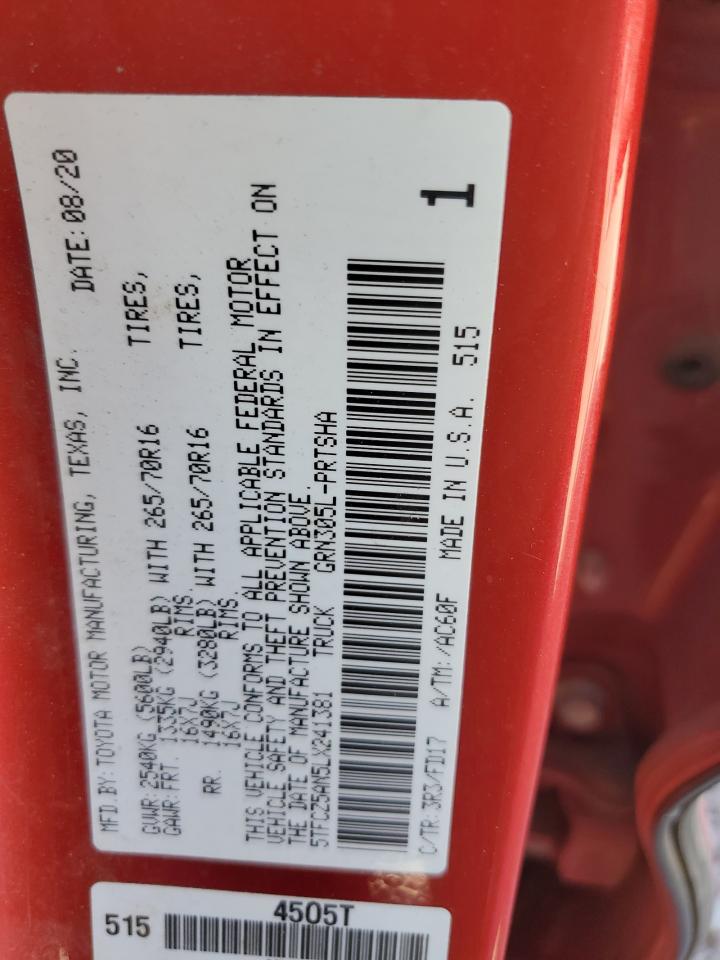 MFD.BY: TOYOTA MOTOR MANUFACTURING, TEXAS, INC. DATE: 08/20
GVWR: 2540KG (5600LB)
GAWR: FRT. 1335KG (2940LB) WITH 265/70R16 TIRES,
16X7J RIMS.
RR. 1490KG (3280LB) WITH 265/70R16 TIRES,
16X7J RIMS.
THIS VEHICLE CONFORMS TO ALL APPLICABLE FEDERAL MOTOR
VEHICLE SAFETY AND THEFT PREVENTION STANDARDS IN EFFECT ON
THE DATE OF MANUFACTURE SHOWN ABOVE.
5TFCZ5AN5LX241381 TRUCK GRN305L-PRTSHA
1
C/TR: 3R3/FD17 A/TM: /AC60F MADE IN U.S.A. 515
515 4505T